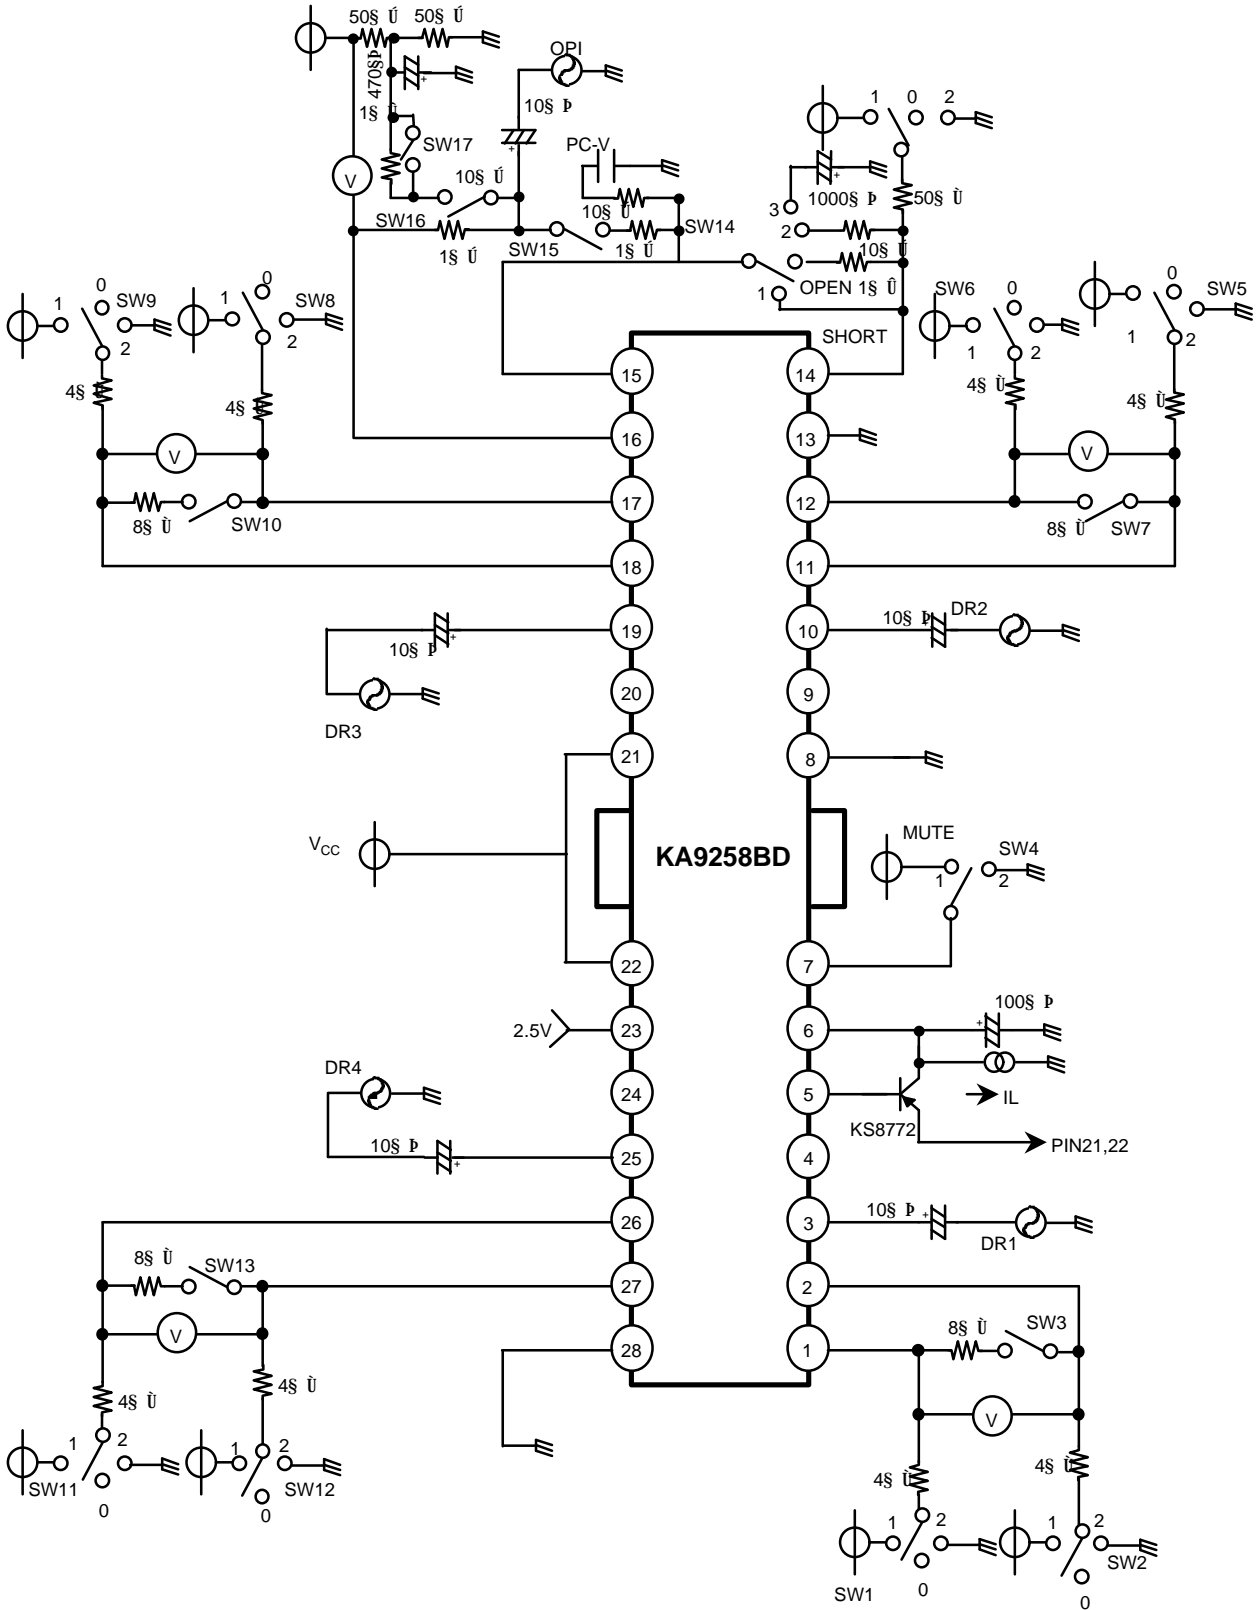 50§ Ú 50§ Ú
470§Þ
1§ Ù
SW17
V
10§ Ú
SW16
1§ Ú
OPI
10§ Þ
+
+
PC-V
10§ Ú
SW14
SW15
1§ Ú
1 0 2
+
1000§ Þ
50§ Ù
3
2
10§ Ú
OPEN 1§ Û
1
SHORT
1 0 SW9
2
1 0 SW8
2
4§ Ù
4§ Ù
V
8§ Ù SW10
SW6 0
1 2
0 SW5
1 2
4§ Ù
4§ Ù
V
8§ Ù SW7
15 14
16 13
17 12
18 11
19 10
20 9
21 8
22 7
23 6
24 5
25 4
26 3
27 2
28 1
KA9258BD
10§ Þ
+
DR3
10§ Þ
+
DR2
VCC
MUTE
SW4
1 2
2.5V
100§ Þ
+
IL
KS8772
PIN21,22
DR4
10§ Þ
+
10§ Þ
+
DR1
8§ Ù SW13
V
4§ Ù
4§ Ù
1 2
SW11
0
1 2
SW12
0
8§ Ù SW3
V
4§ Ù
4§ Ù
1 2
SW1
0
1 2
SW2
0